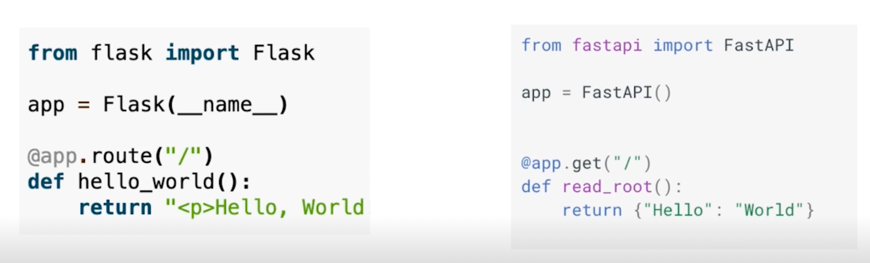 from flask import Flask
app = Flask(__name__)
@app.route("/")
def hello_world():
    return "<p>Hello, World
from fastapi import FastAPI
app = FastAPI()
@app.get("/")
def read_root():
    return {"Hello": "World"}